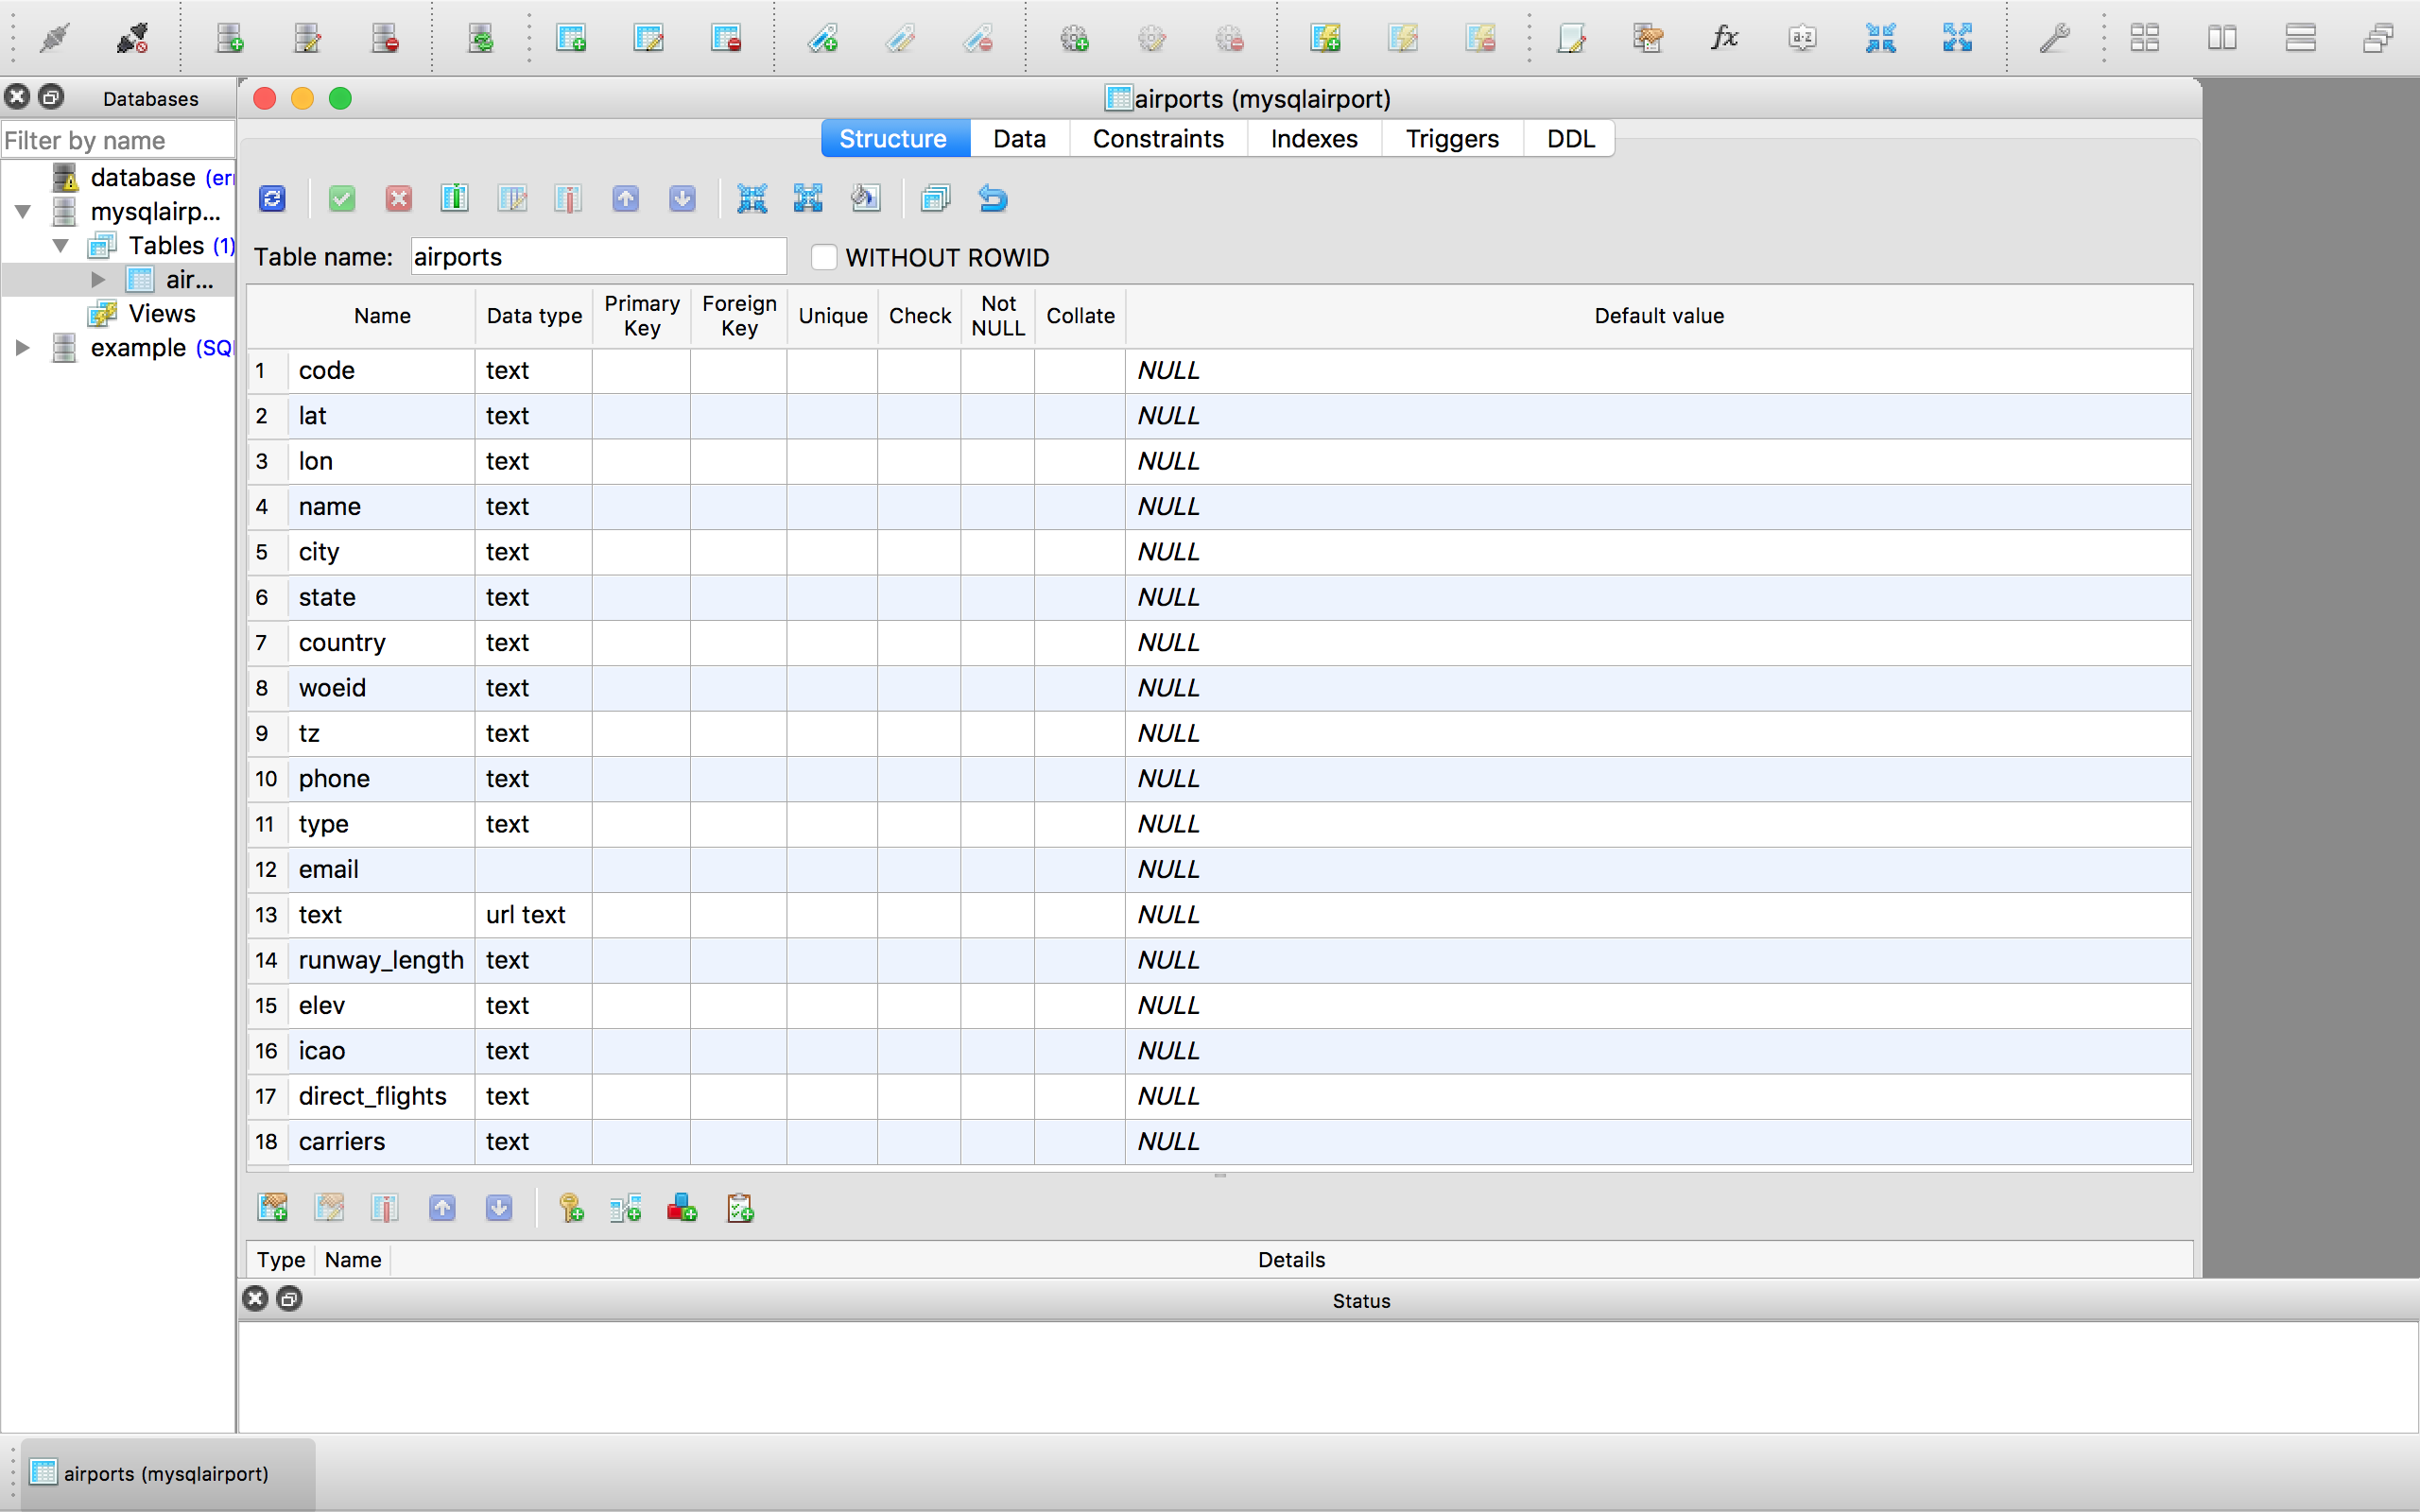 fx
a-z
Databases
airports (mysqlairport)
Filter by name
Structure Data Constraints Indexes Triggers DDL
database (err
mysqlairp...
Tables (1)
air...
Views
example (SQL
Table name: airports WITHOUT ROWID
Name Data type Primary Key Foreign Key Unique Check Not NULL Collate Default value
1 code text NULL
2 lat text NULL
3 lon text NULL
4 name text NULL
5 city text NULL
6 state text NULL
7 country text NULL
8 woeid text NULL
9 tz text NULL
10 phone text NULL
11 type text NULL
12 email NULL
13 text url text NULL
14 runway_length text NULL
15 elev text NULL
16 icao text NULL
17 direct_flights text NULL
18 carriers text NULL
Type Name Details
Status
airports (mysqlairport)